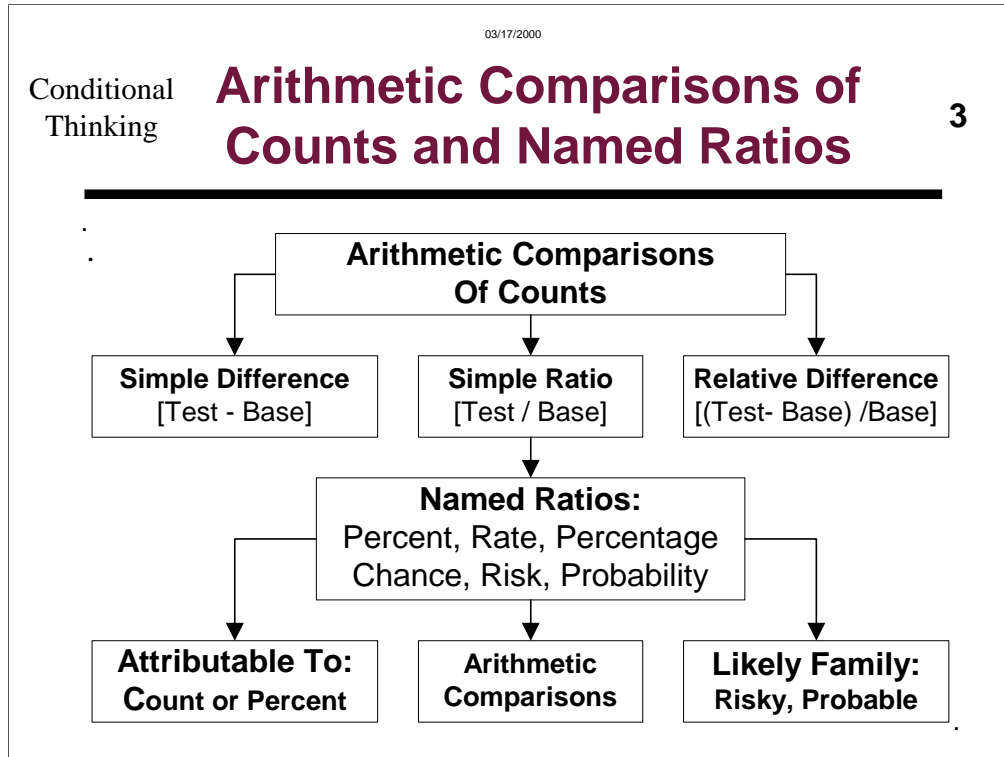 03/17/2000
Conditional
Thinking
Arithmetic Comparisons of
Counts and Named Ratios
3
.
.
Arithmetic Comparisons
Of Counts
Simple Difference
[Test - Base]
Simple Ratio
[Test / Base]
Relative Difference
[(Test- Base) /Base]
Named Ratios:
Percent, Rate, Percentage
Chance, Risk, Probability
Attributable To:
Count or Percent
Arithmetic
Comparisons
Likely Family:
Risky, Probable
.